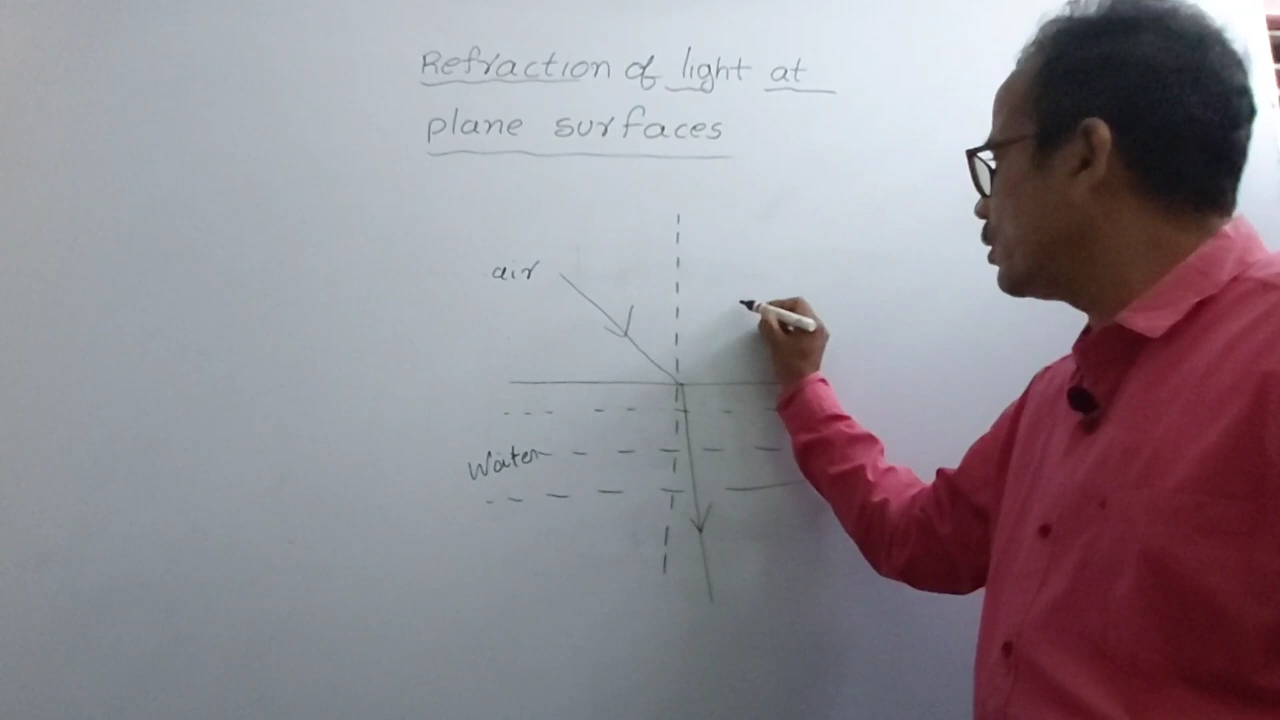 Refraction of light at
plane surfaces
air
Water